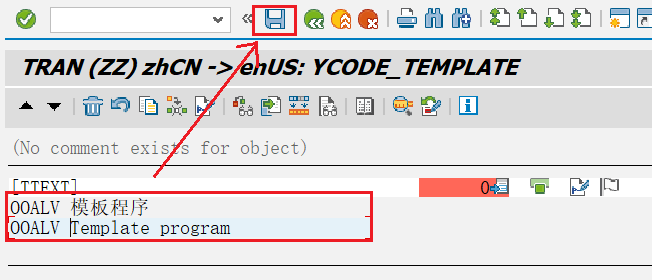 TRAN (ZZ) zhCN -> enUS: YCODE_TEMPLATE
(No comment exists for object)
[TTEXT] 0
OOALV 模板程序
OOALV Template program